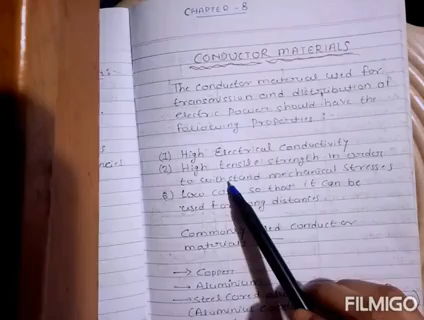 CHAPTER - 8
CONDUCTOR MATERIALS
The conductor material used for
transmission and distribution of
electric power should have the
following properties :-
(1) High Electrical Conductivity
(2) High tensile strength in order
to withstand mechanical stresses
(3) Low cost so that it can be
used for long distance.
Commonly used conductor
materials
→ Copper
→ Aluminium
→ Steel cored
(Aluminium
FILMIGO